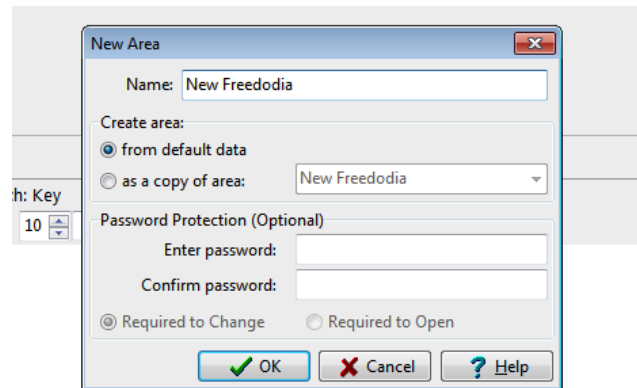 New Area
Name: New Freedodia
Create area:
from default data
as a copy of area: New Freedodia
h: Key
10
Password Protection (Optional)
Enter password:
Confirm password:
Required to Change Required to Open
OK Cancel ? Help